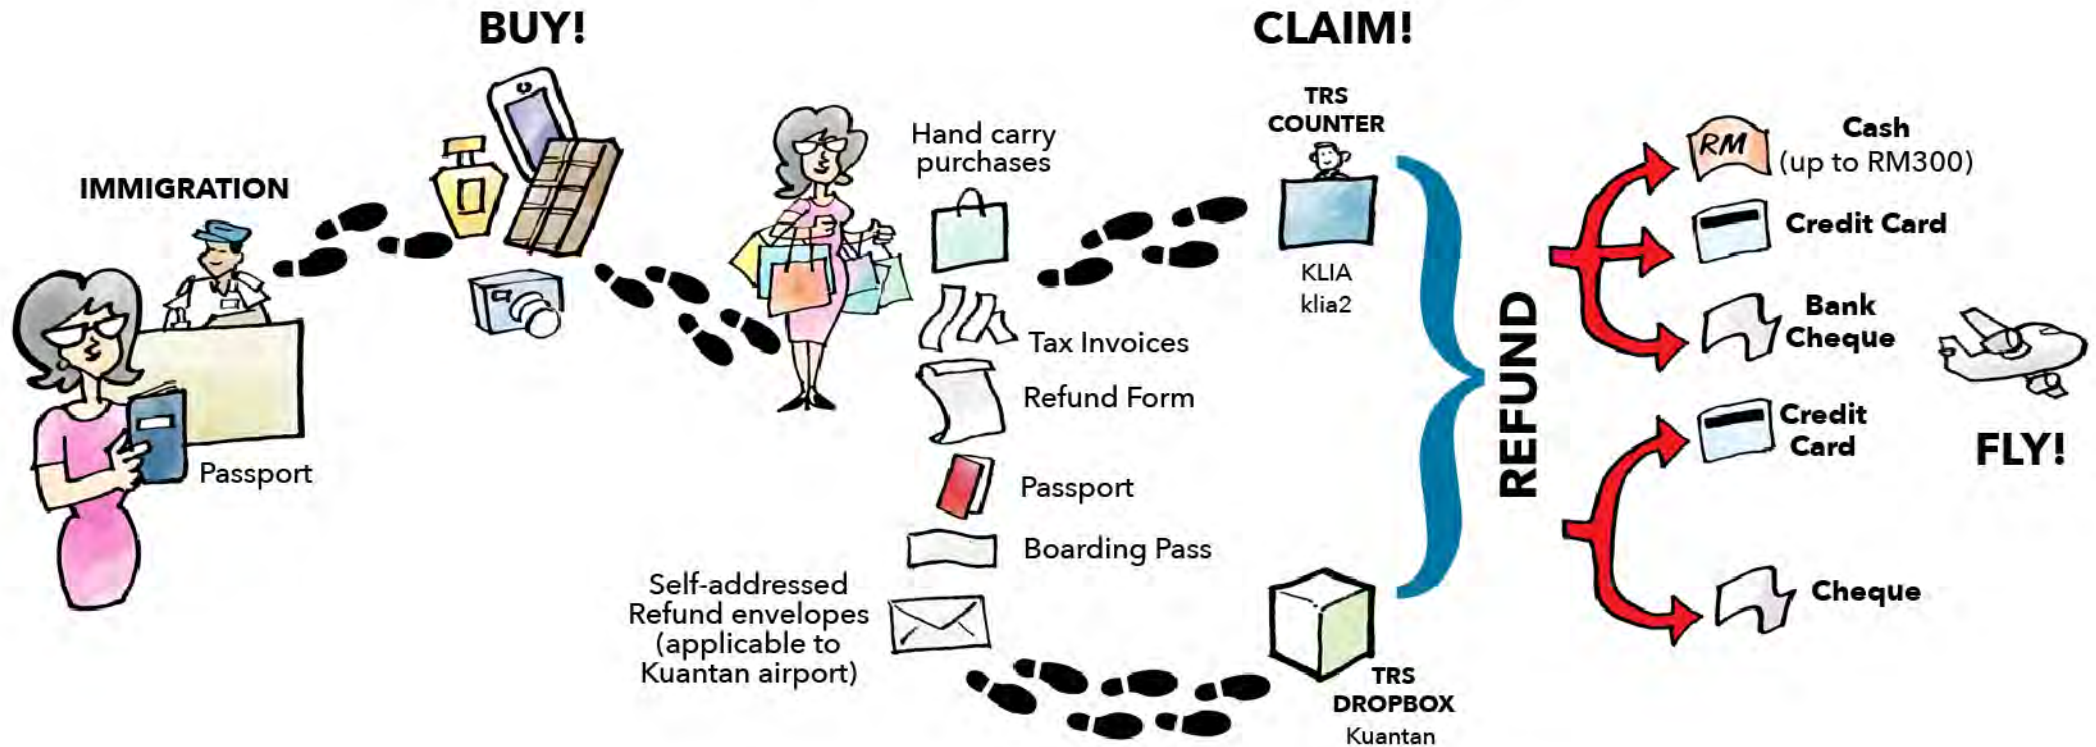 BUY!
CLAIM!
IMMIGRATION
Passport
Hand carry
purchases
Tax Invoices
Refund Form
Passport
Boarding Pass
Self-addressed
Refund envelopes
(applicable to
Kuantan airport)
TRS
COUNTER
KLIA
klia2
TRS
DROPBOX
Kuantan
REFUND
RM
Cash
(up to RM300)
Credit Card
Bank
Cheque
Credit
Card
Cheque
FLY!